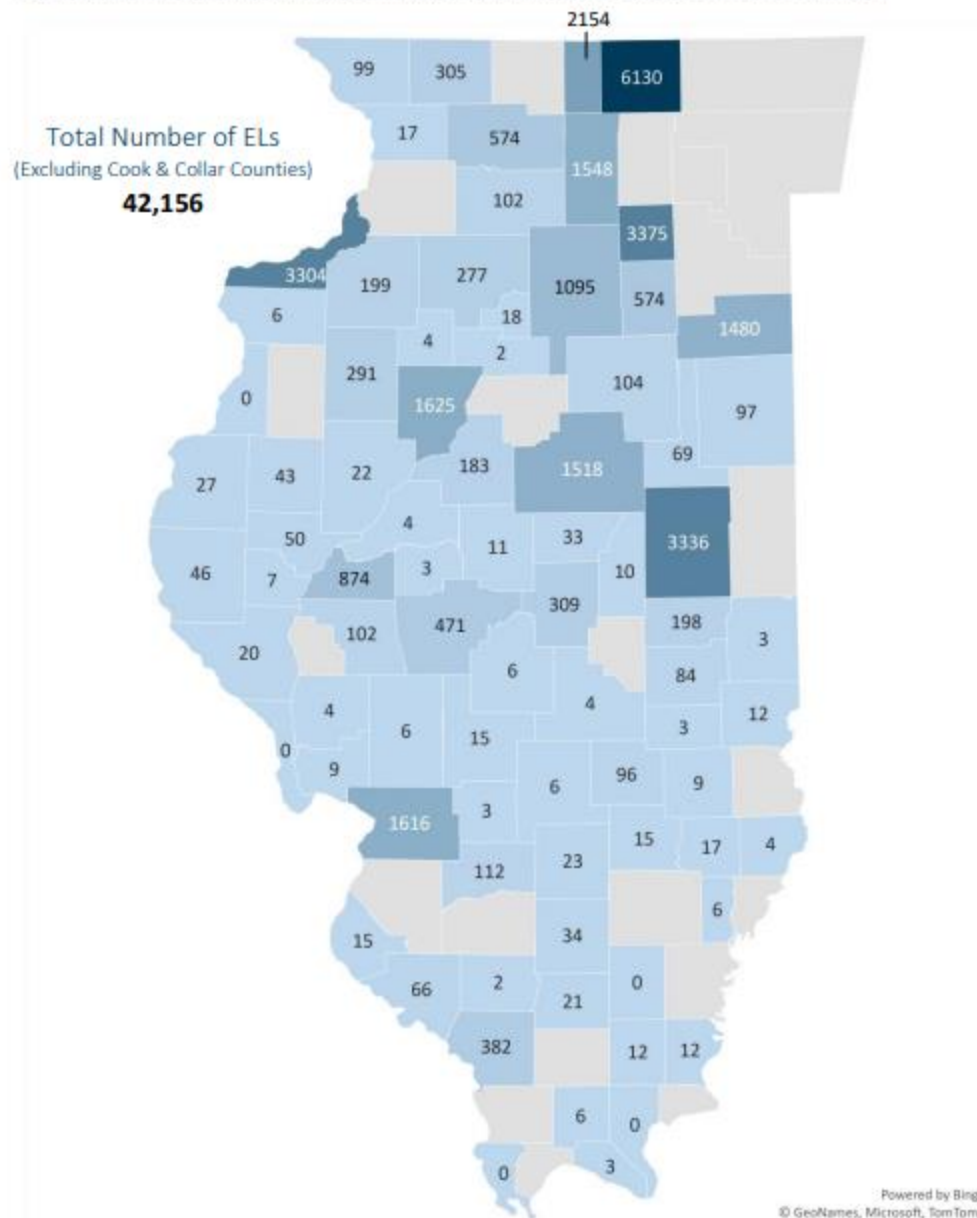 2154
99 305 6130
Total Number of ELs
(Excluding Cook & Collar Counties)
42,156
17 574
1548
102
3375
3304 199 277 1095 574
6 18 1480
4 2
291 104
0 1625 97
69
27 43 22 183 1518
4
50 11 33 3336
46 7 874 3 10
309
102 471 198 3
20
6 84
4 4 12
6 15 3
0
9 6 96 9
3
1616 15 17 4
112 23
6
34
15
66 2 0
21
382 12 12
6 0
0 3
Powered by Bing
© GeoNames, Microsoft, TomTom